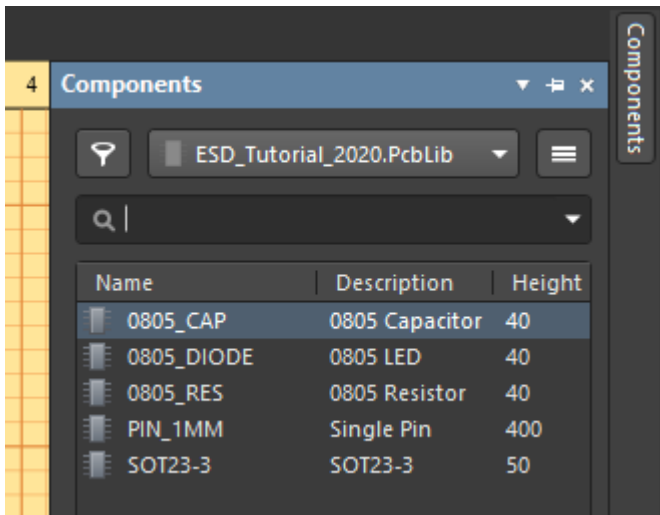 4
Components
Components
ESD_Tutorial_2020.PcbLib
Name Description Height
0805_CAP 0805 Capacitor 40
0805_DIODE 0805 LED 40
0805_RES 0805 Resistor 40
PIN_1MM Single Pin 400
SOT23-3 SOT23-3 50